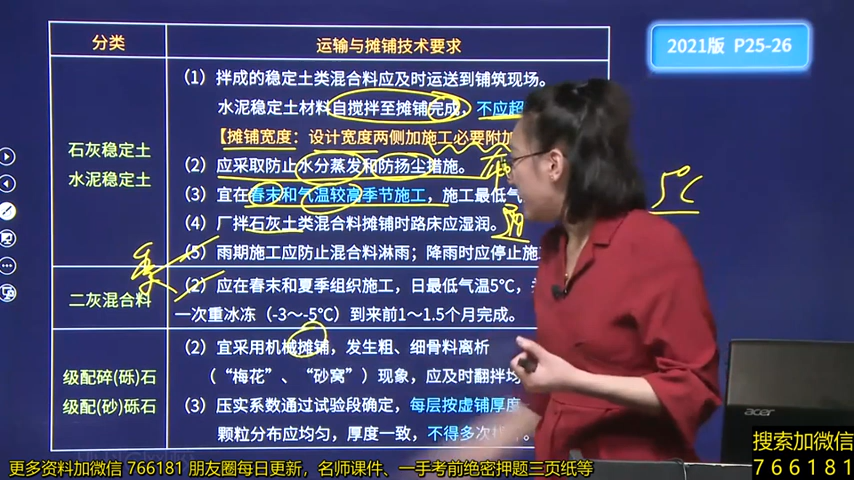 2021版 P25-26
分类
运输与摊铺技术要求
石灰稳定土
水泥稳定土
（1）拌成的稳定土类混合料应及时运送到铺筑现场。
水泥稳定土材料自搅拌至摊铺完成，不应超
【摊铺宽度：设计宽度两侧加施工必要附加
（2）应采取防止水分蒸发和防扬尘措施。
（3）宜在春末和气温较高季节施工，施工最低气
5℃
（4）厂拌石灰土类混合料摊铺时路床应湿润。
（5）雨期施工应防止混合料淋雨；降雨时应停止施
二灰混合料
（2）应在春末和夏季组织施工，日最低气温5℃，
一次重冰冻（-3～-5℃）到来前1～1.5个月完成。
级配碎(砾)石
级配(砂)砾石
（2）宜采用机械摊铺，发生粗、细骨料离析
（“梅花”、“砂窝”）现象，应及时翻拌均
（3）压实系数通过试验段确定，每层按虚铺厚度
颗粒分布应均匀，厚度一致，不得多次
acer
搜索加微信
766181
更多资料加微信 766181 朋友圈每日更新，名师课件、一手考前绝密押题三页纸等